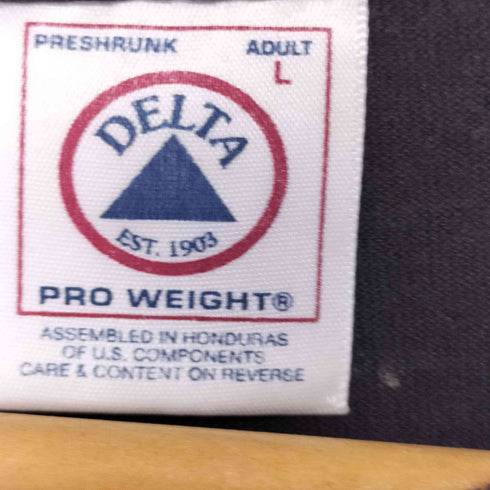 PRESHRUNK ADULT
L
DELTA
EST. 1903
PRO WEIGHT®
ASSEMBLED IN HONDURAS
OF U.S. COMPONENTS
CARE & CONTENT ON REVERSE